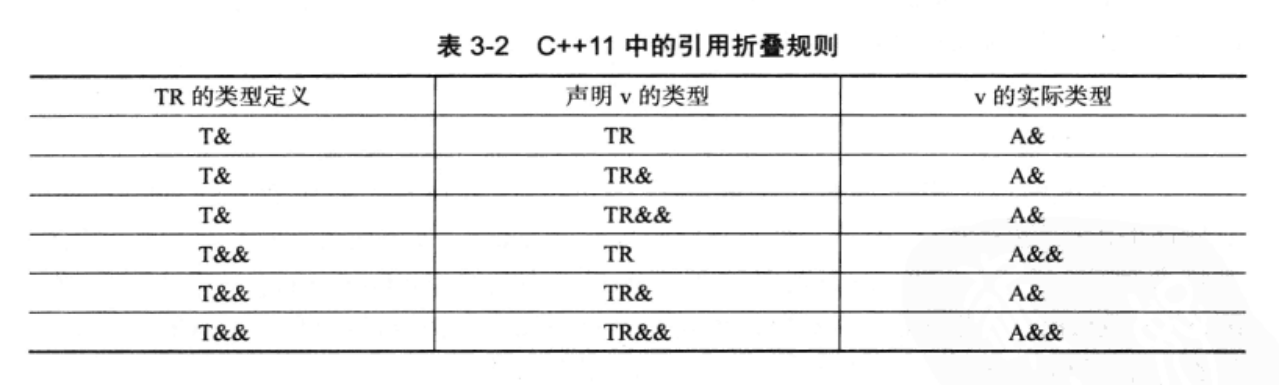 表 3-2 C++11 中的引用折叠规则
TR 的类型定义 声明 v 的类型 v 的实际类型
T& TR A&
T& TR& A&
T& TR&& A&
T&& TR A&&
T&& TR& A&
T&& TR&& A&&